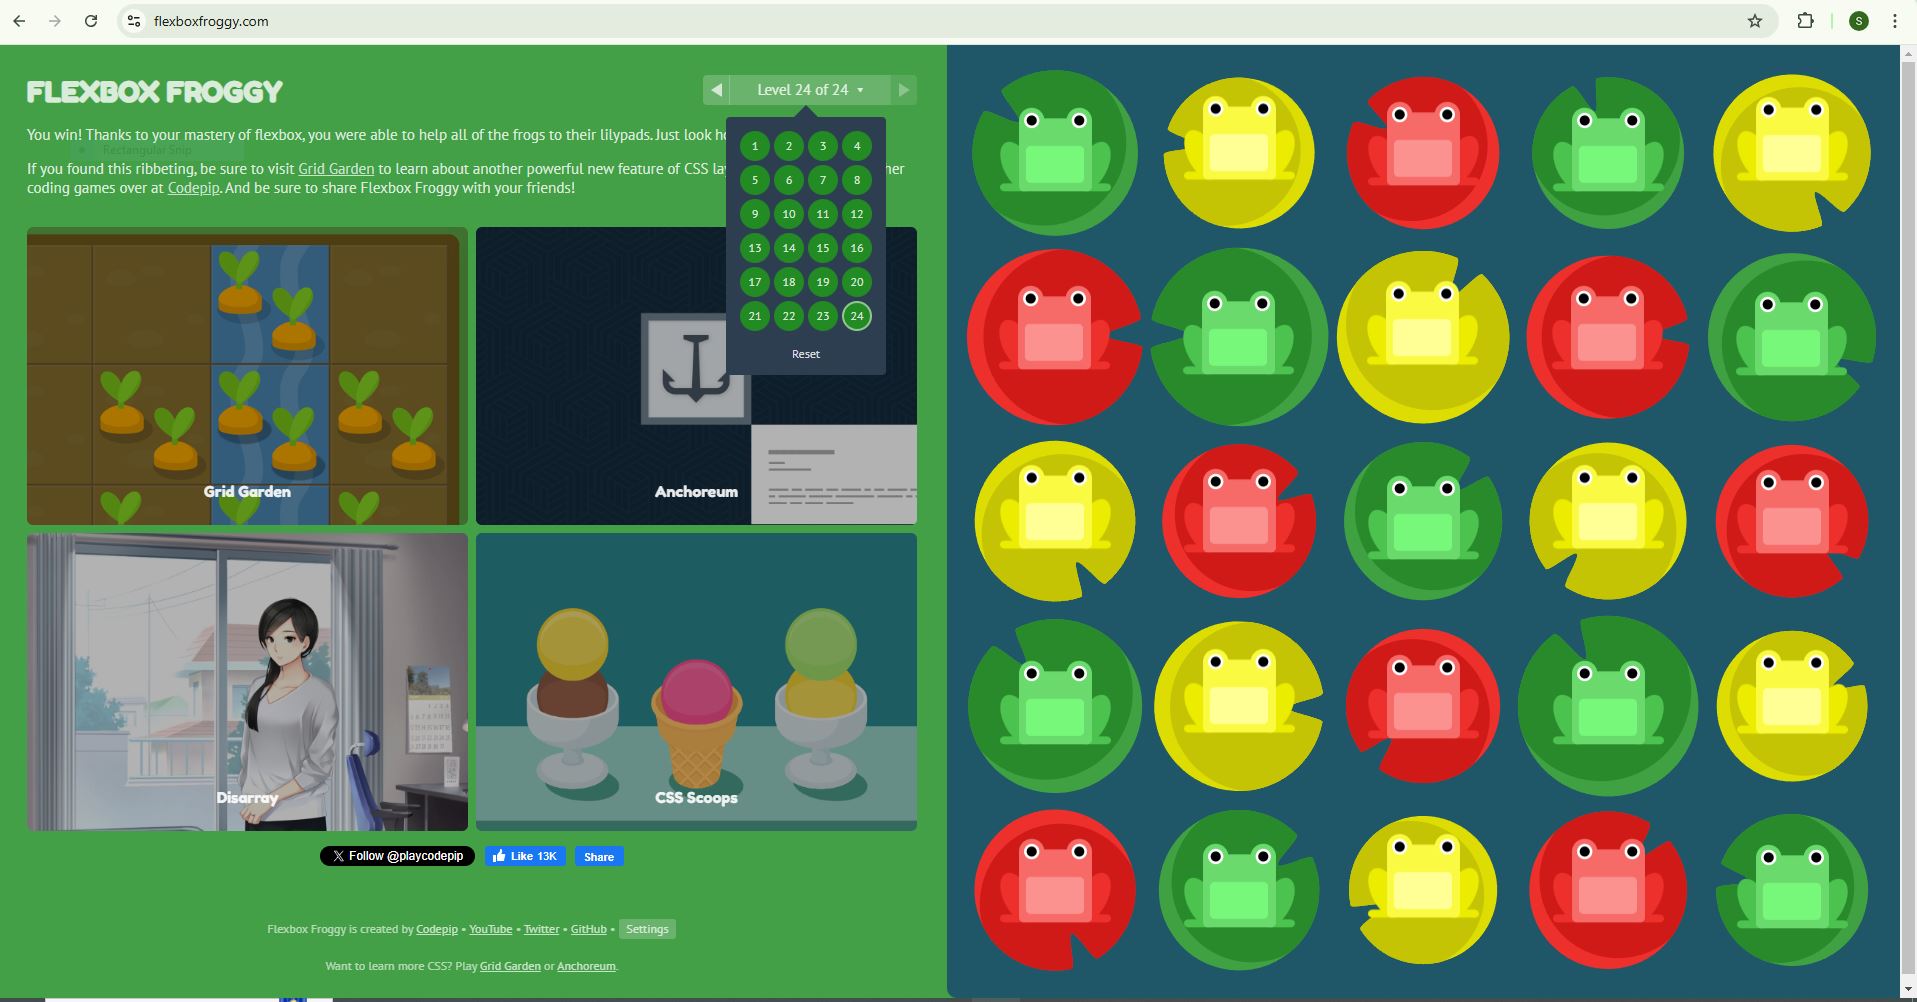 flexboxfroggy.com
S
FLEXBOX FROGGY
Level 24 of 24
You win! Thanks to your mastery of flexbox, you were able to help all of the frogs to their lilypads. Just look
Rectangular Snip
If you found this ribbeting, be sure to visit Grid Garden to learn about another powerful new feature of CSS
coding games over at Codepip. And be sure to share Flexbox Froggy with your friends!
1 2 3 4
5 6 7 8
9 10 11 12
13 14 15 16
17 18 19 20
21 22 23 24
Reset
Grid Garden
Anchoreum
Disarray
CSS Scoops
Follow @playcodepip
Like 13K
Share
Flexbox Froggy is created by Codepip • YouTube • Twitter • GitHub • Settings
Want to learn more CSS? Play Grid Garden or Anchoreum.